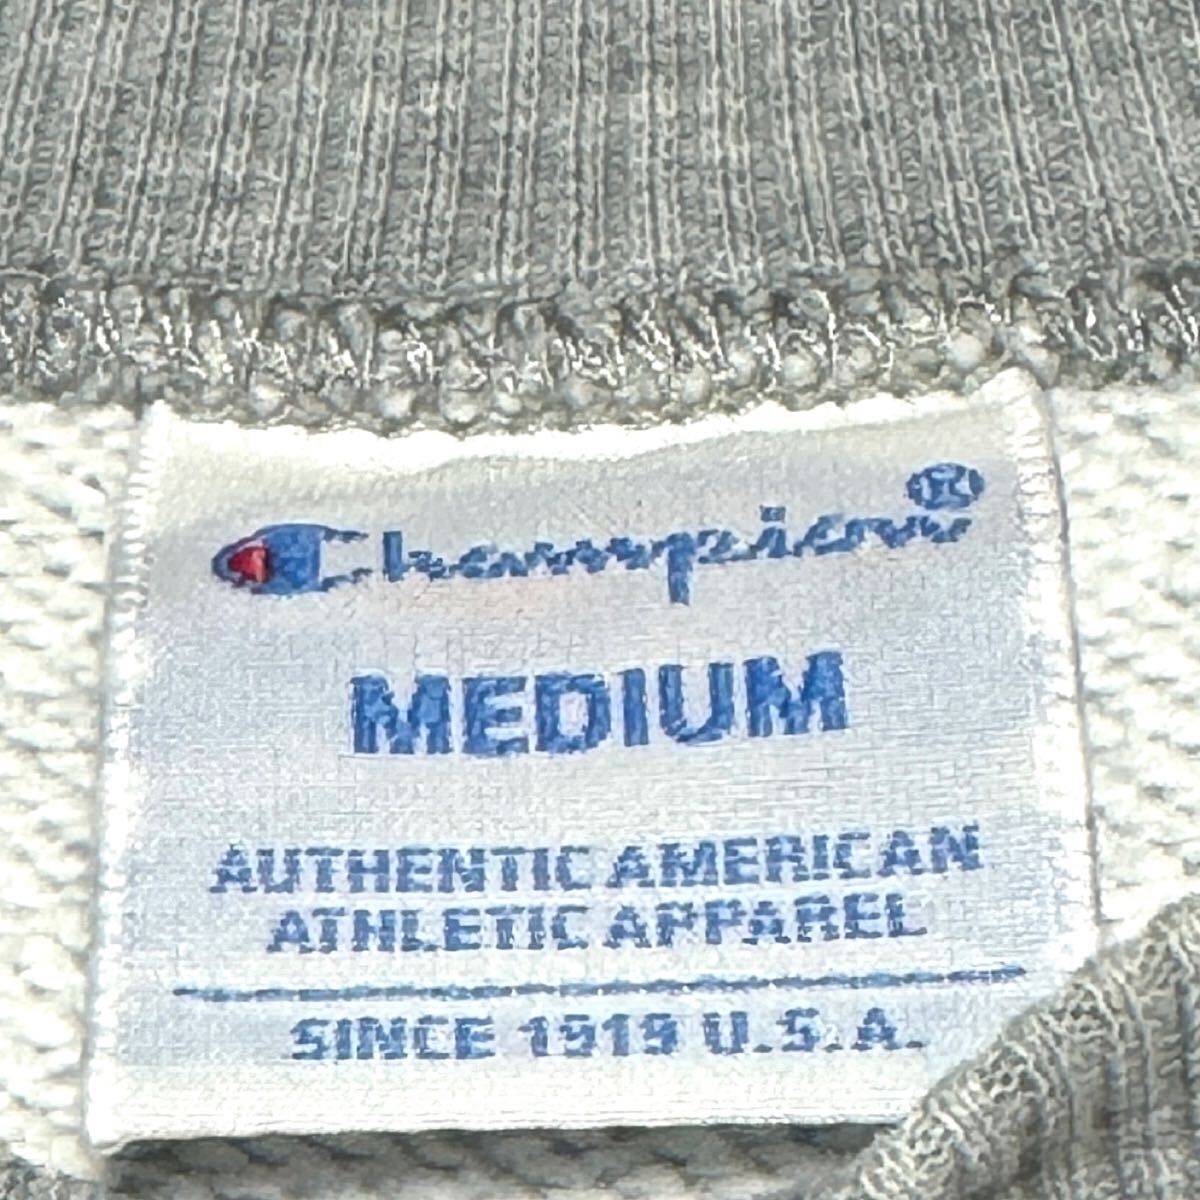 Champion®
MEDIUM
AUTHENTIC AMERICAN
ATHLETIC APPAREL
SINCE 1919 U.S.A.